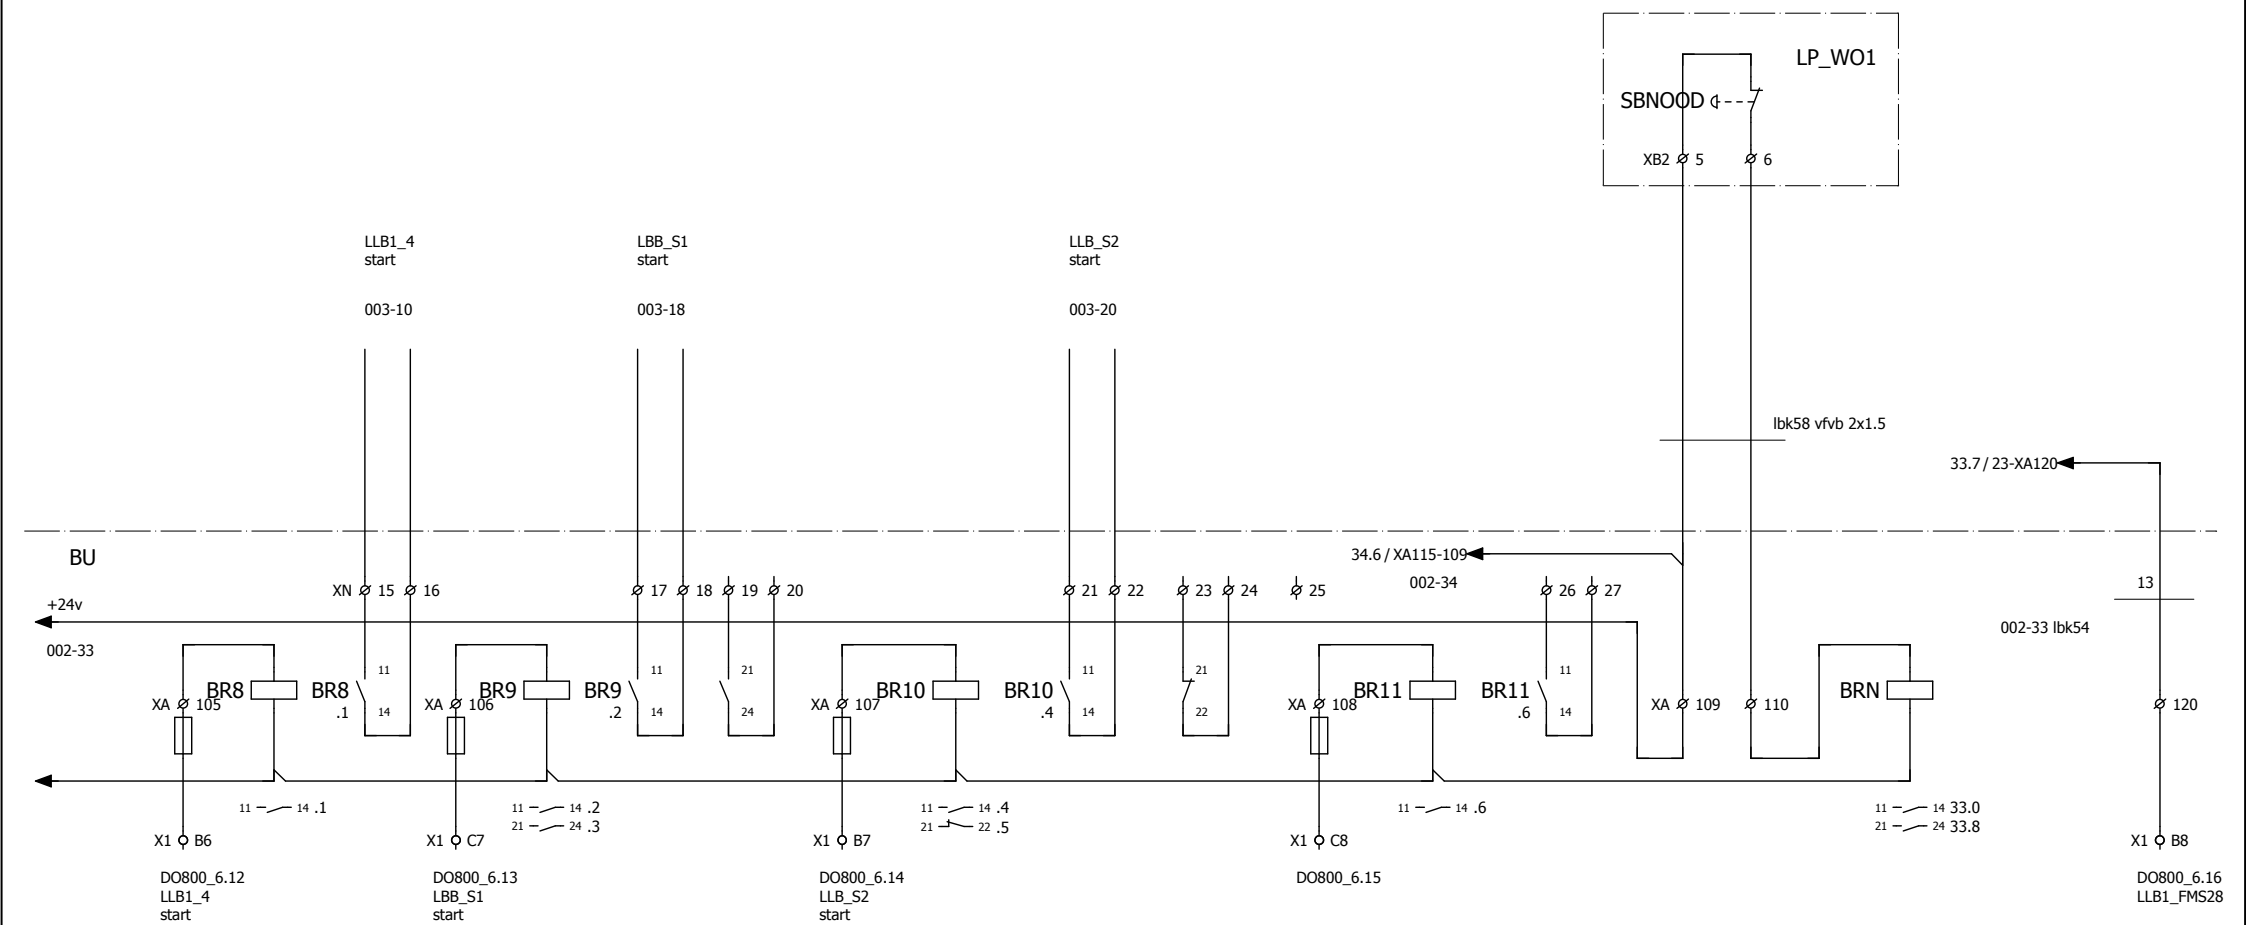 LP_WO1
SBNOOD
XB2 5 6
LLB1_4 LBB_S1 LLB_S2
start start start
003-10 003-18 003-20
lbk58 vfvb 2x1.5
33.7 / 23-XA120
BU 34.6 / XA115-109
002-34 13
XN 15 16 17 18 19 20 21 22 23 24 25 26 27
+24v
002-33 002-33 lbk54
11 11 21 11 21 11
BR8 BR8 BR9 BR9 BR10 BR10 BR11 BR11 BRN
XA 105 .1 14 XA 106 .2 14 24 XA 107 .4 14 22 XA 108 .6 14 XA 109 110 120
11 14 .1 11 14 .2 11 14 .4 11 14 .6 11 14 33.0
21 24 .3 21 22 .5 21 24 33.8
X1 B6 X1 C7 X1 B7 X1 C8 X1 B8
DO800_6.12 DO800_6.13 DO800_6.14 DO800_6.15 DO800_6.16
LLB1_4 LBB_S1 LLB_S2 LLB1_FMS28
start start start